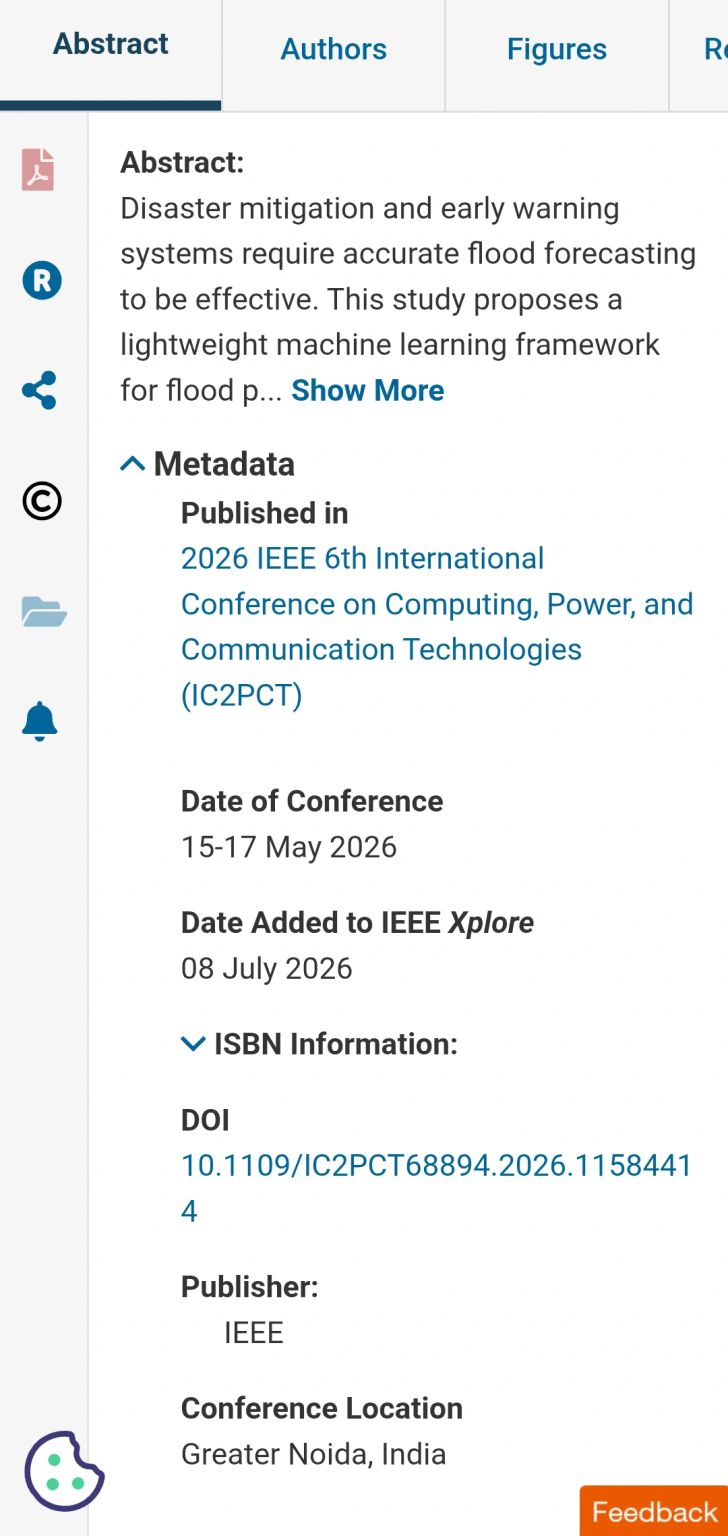 Abstract
Authors
Figures
Abstract:
Disaster mitigation and early warning
systems require accurate flood forecasting
to be effective. This study proposes a
lightweight machine learning framework
for flood p... Show More
Metadata
Published in
2026 IEEE 6th International
Conference on Computing, Power, and
Communication Technologies
(IC2PCT)
Date of Conference
15-17 May 2026
Date Added to IEEE Xplore
08 July 2026
ISBN Information:
DOI
10.1109/IC2PCT68894.2026.1158441
4
Publisher:
IEEE
Conference Location
Greater Noida, India
Feedback
R
©